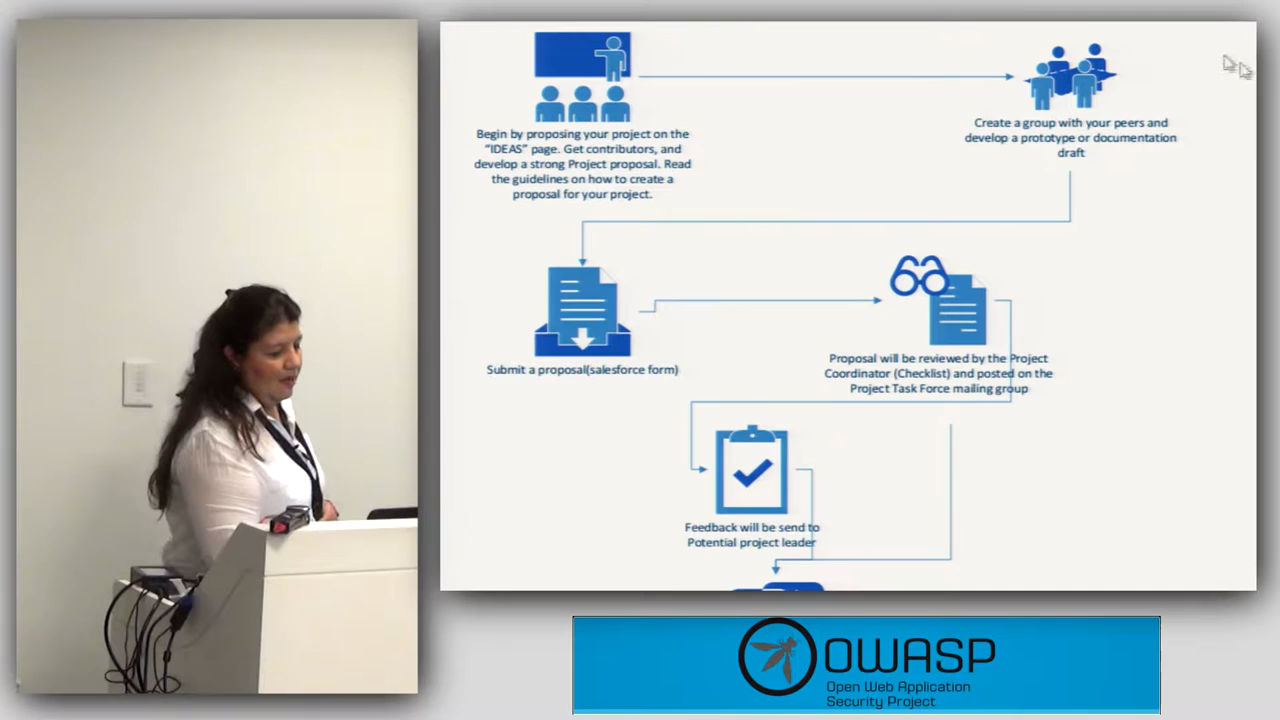 Begin by proposing your project on the
“IDEAS” page. Get contributors, and
develop a strong Project proposal. Read
the guidelines on how to create a
proposal for your project.
Create a group with your peers and
develop a prototype or documentation
draft
Submit a proposal(salesforce form)
Proposal will be reviewed by the Project
Coordinator (Checklist) and posted on the
Project Task Force mailing group
Feedback will be send to
Potential project leader
OWASP
Open Web Application
Security Project